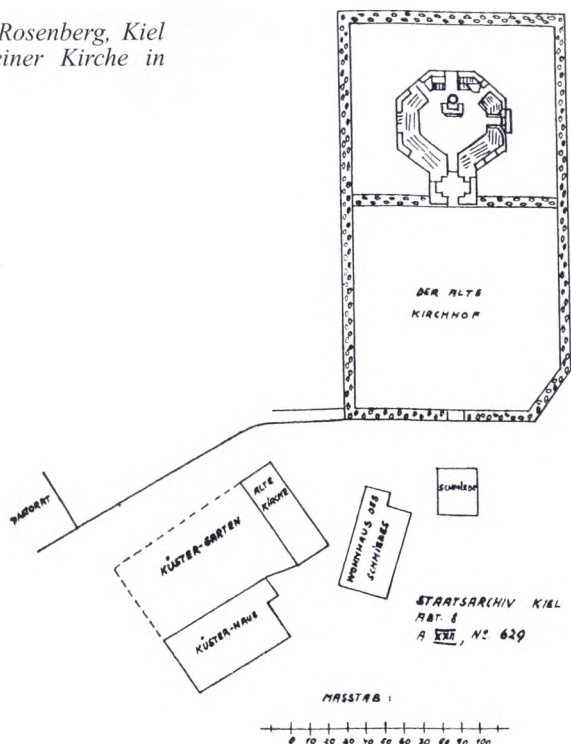 Rosenberg, Kiel
einer Kirche in
DER ALTE
KIRCHHOF
PASTORAT
ALTE
KIRCHE
KÜSTER-GARTEN
KÜSTER-HAUS
WOHNHAUS DES
SCHMIEDES
SCHMIEDE
STAATSARCHIV KIEL
ABT. 8
A XXII, N° 629
MASSTAB :
0 10 20 30 40 50 60 70 80 90 100